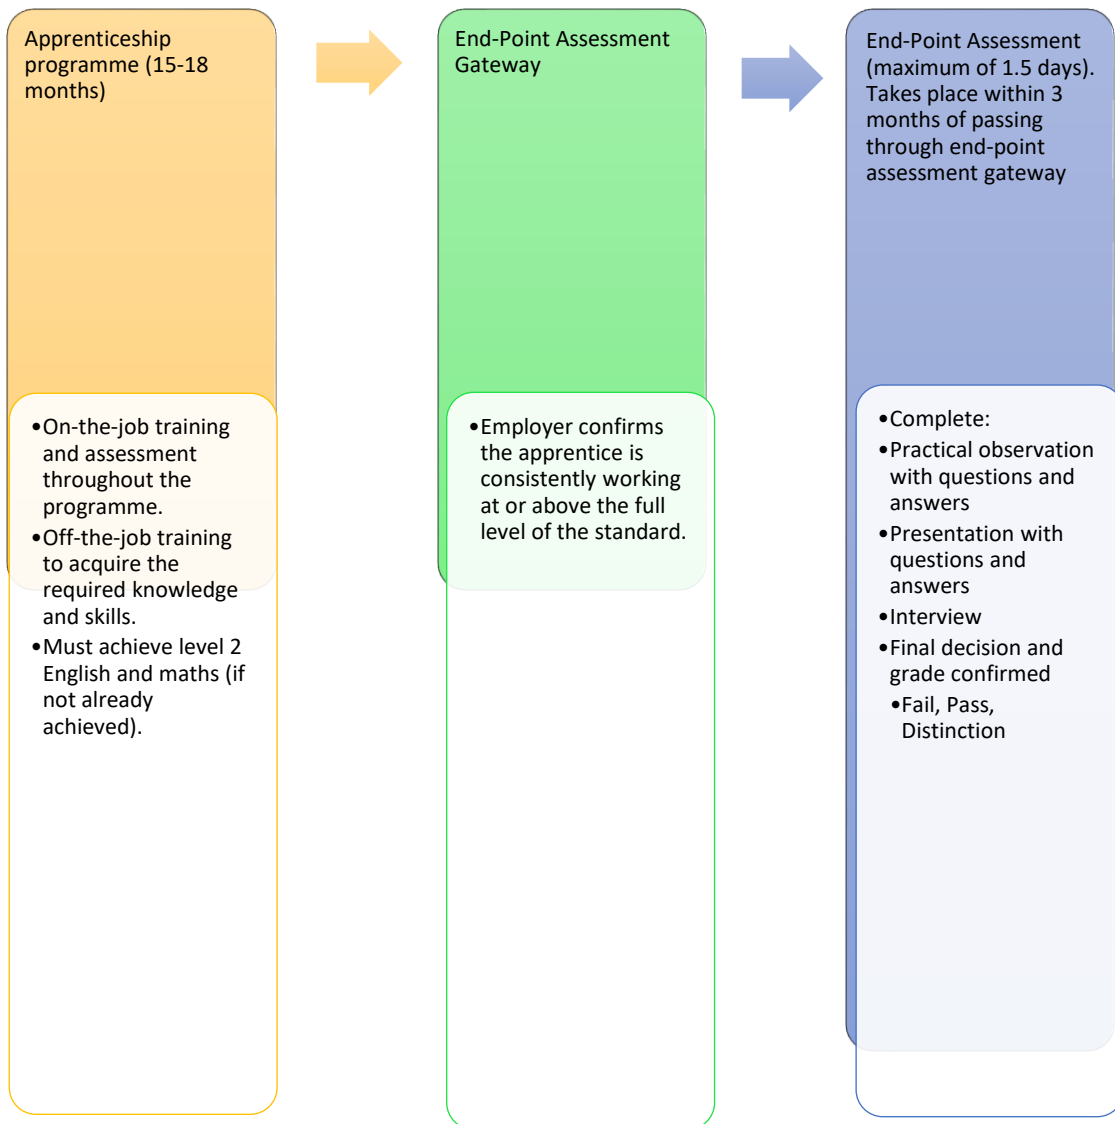 Apprenticeship
programme (15-18
months)
•On-the-job training
and assessment
throughout the
programme.
•Off-the-job training
to acquire the
required knowledge
and skills.
•Must achieve level 2
English and maths (if
not already
achieved).
End-Point Assessment
Gateway
•Employer confirms
the apprentice is
consistently working
at or above the full
level of the standard.
End-Point Assessment
(maximum of 1.5 days).
Takes place within 3
months of passing
through end-point
assessment gateway
•Complete:
•Practical observation
with questions and
answers
•Presentation with
questions and
answers
•Interview
•Final decision and
grade confirmed
•Fail, Pass,
Distinction